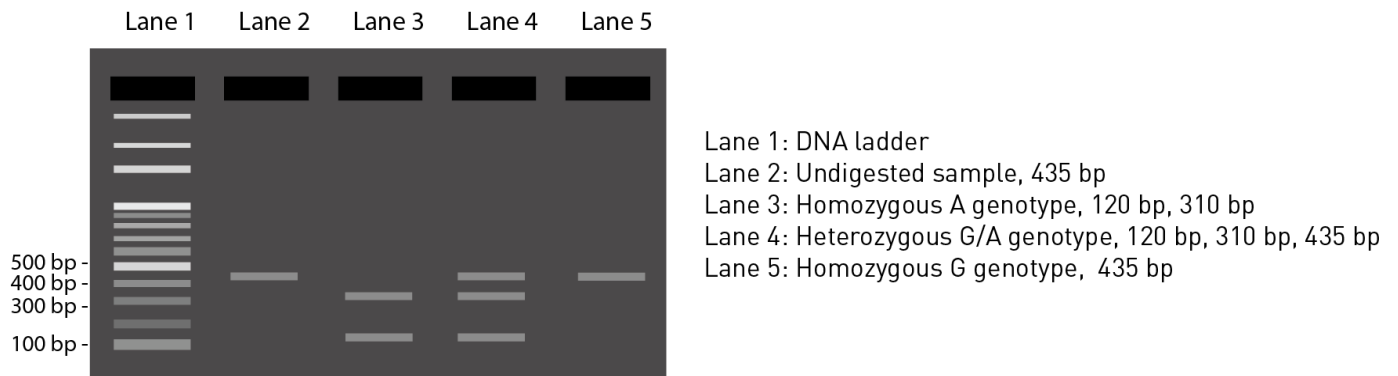 Lane 1 Lane 2 Lane 3 Lane 4 Lane 5
500 bp -
400 bp -
300 bp -
100 bp -
Lane 1: DNA ladder
Lane 2: Undigested sample, 435 bp
Lane 3: Homozygous A genotype, 120 bp, 310 bp
Lane 4: Heterozygous G/A genotype, 120 bp, 310 bp, 435 bp
Lane 5: Homozygous G genotype, 435 bp